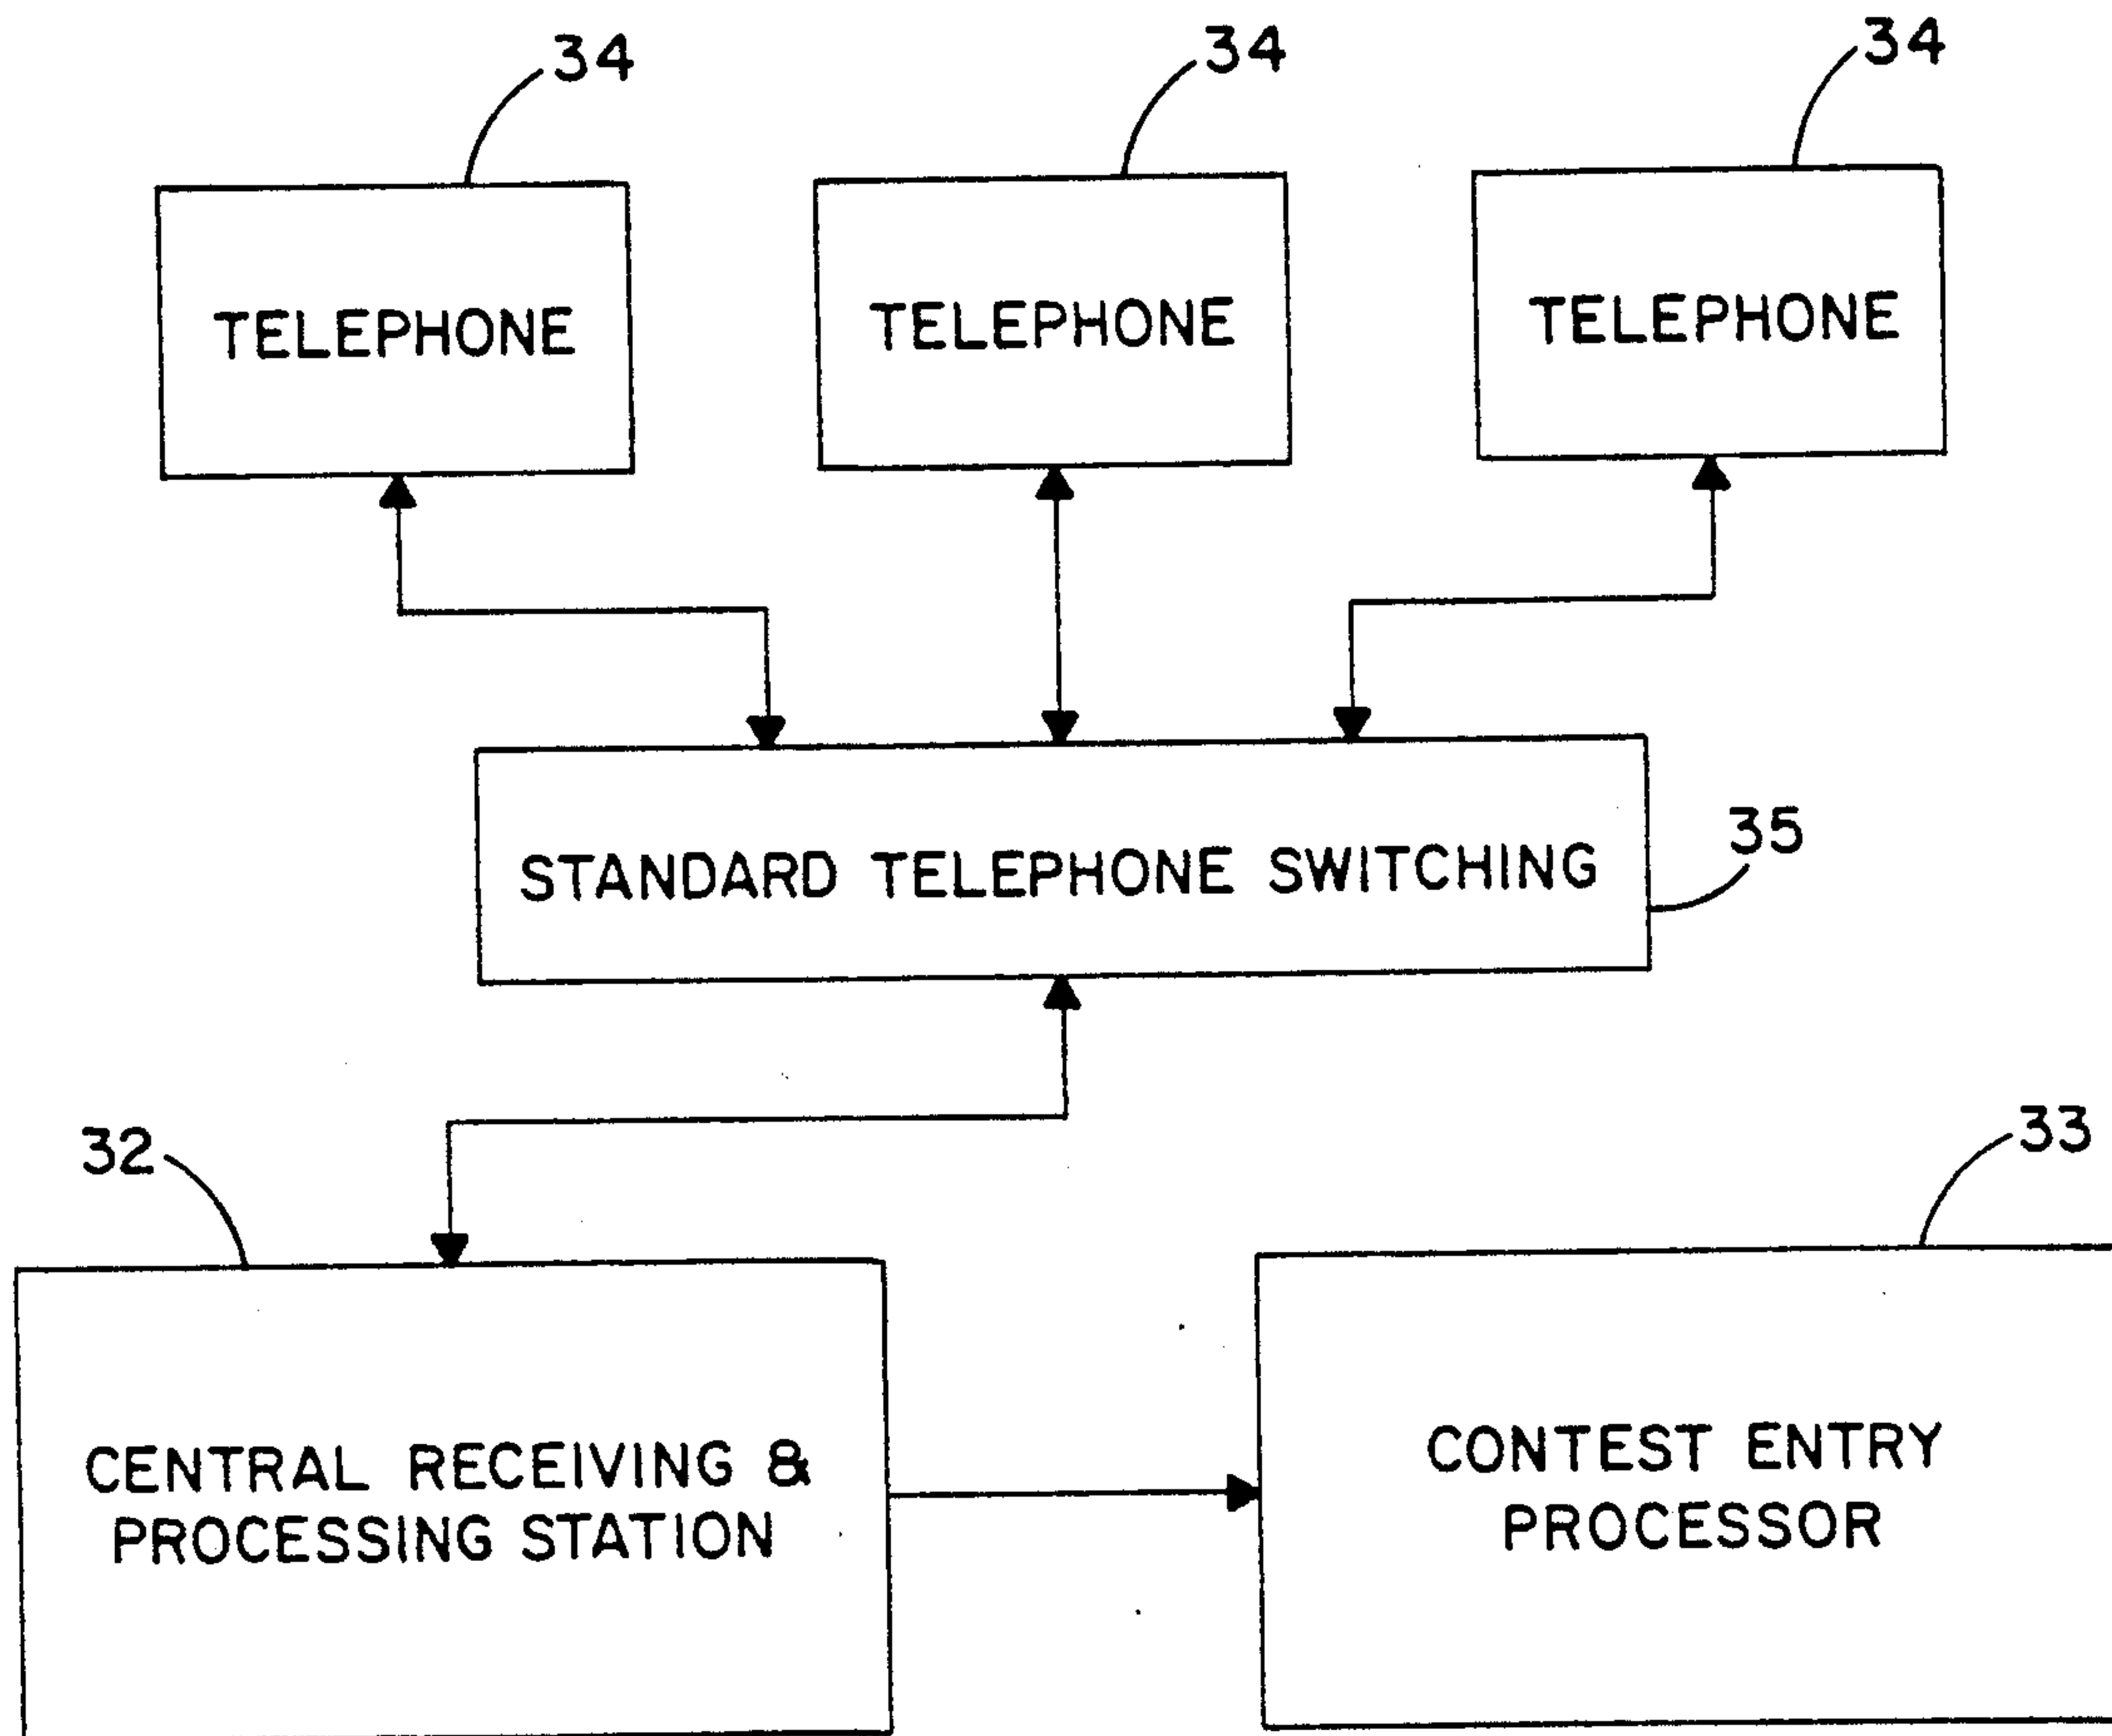 34
34
34
TELEPHONE
TELEPHONE
TELEPHONE
STANDARD TELEPHONE SWITCHING
35
32
33
CENTRAL RECEIVING &
PROCESSING STATION
CONTEST ENTRY
PROCESSOR